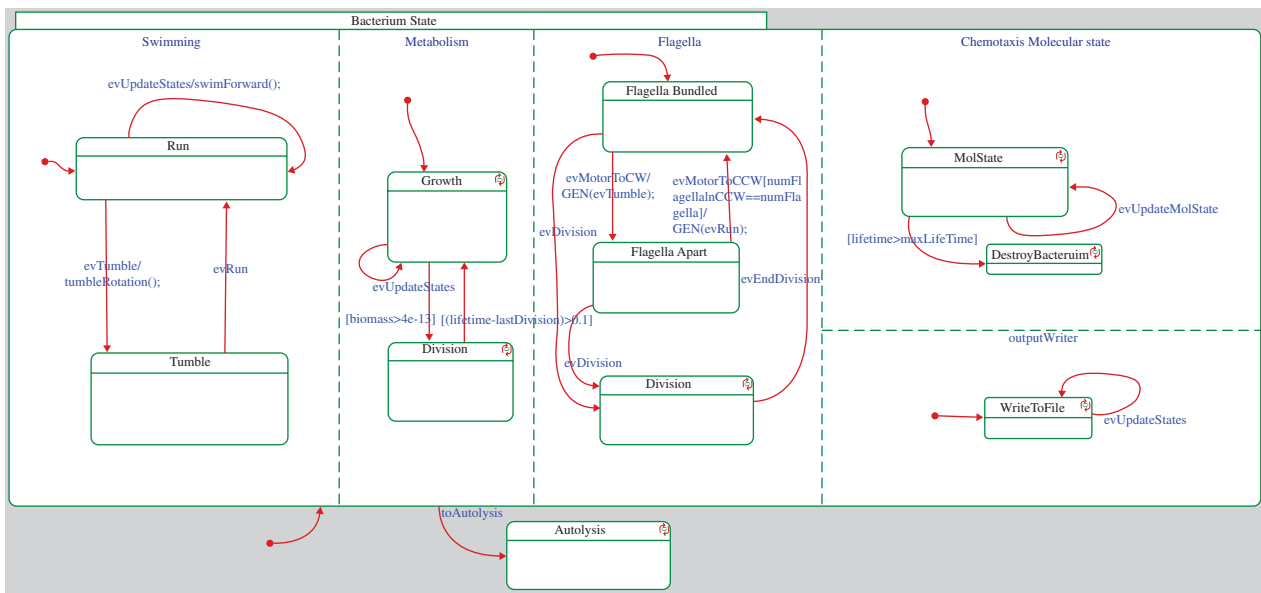 Bacterium State
Swimming
evUpdateStates/swimForward();
Run
evTumble/
tumbleRotation();
evRun
Tumble
Metabolism
Growth
evUpdateStates
[biomass>4e-13]
[(lifetime-lastDivision)>0.1]
Division
Flagella
Flagella Bundled
evMotorToCW/
GEN(evTumble);
evMotorToCCW[numFl
agellalnCCW==numFla
gella]/
GEN(evRun);
evDivision
Flagella Apart
evEndDivision
evDivision
Division
Chemotaxis Molecular state
MolState
evUpdateMolState
[lifetime>maxLifeTime]
DestroyBacteruim
outputWriter
WriteToFile
evUpdateStates
toAutolysis
Autolysis